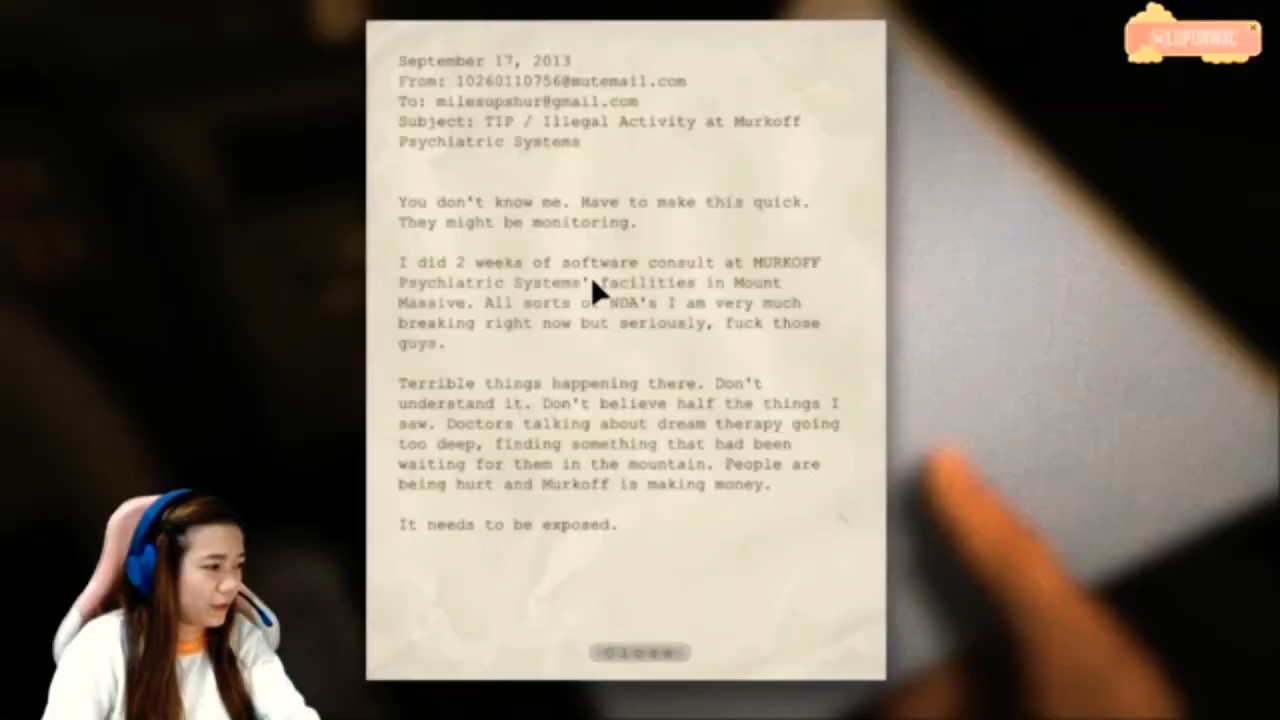 September 17, 2013
From: 10260110756@mutemail.com
To: milesupshur@gmail.com
Subject: TIP / Illegal Activity at Murkoff
Psychiatric Systems
You don't know me. Have to make this quick.
They might be monitoring.
I did 2 weeks of software consult at MURKOFF
Psychiatric Systems' facilities in Mount
Massive. All sorts of NDA's I am very much
breaking right now but seriously, fuck those
guys.
Terrible things happening there. Don't
understand it. Don't believe half the things I
saw. Doctors talking about dream therapy going
too deep, finding something that had been
waiting for them in the mountain. People are
being hurt and Murkoff is making money.
It needs to be exposed.
Close